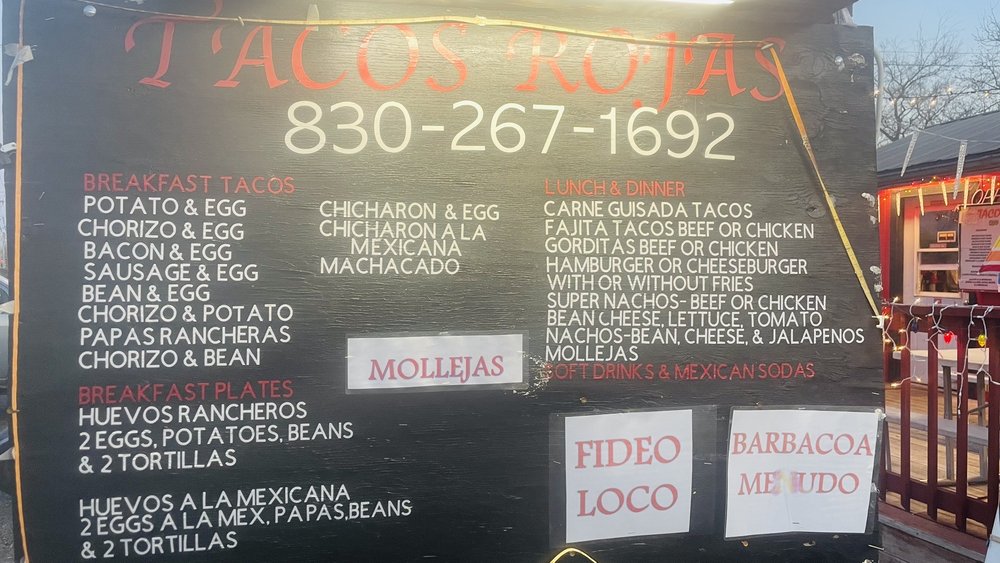 TACOS ROJAS
830-267-1692
BREAKFAST TACOS
POTATO & EGG
CHORIZO & EGG
BACON & EGG
SAUSAGE & EGG
BEAN & EGG
CHORIZO & POTATO
PAPAS RANCHERAS
CHORIZO & BEAN
CHICHARON & EGG
CHICHARON A LA
MEXICANA
MACHACADO
MOLLEJAS
BREAKFAST PLATES
HUEVOS RANCHEROS
2 EGGS, POTATOES, BEANS
& 2 TORTILLAS
HUEVOS A LA MEXICANA
2 EGGS A LA MEX, PAPAS, BEANS
& 2 TORTILLAS
LUNCH & DINNER
CARNE GUISADA TACOS
FAJITA TACOS BEEF OR CHICKEN
GORDITAS BEEF OR CHICKEN
HAMBURGER OR CHEESEBURGER
WITH OR WITHOUT FRIES
SUPER NACHOS- BEEF OR CHICKEN
BEAN CHEESE, LETTUCE, TOMATO
NACHOS-BEAN, CHEESE, & JALAPENOS
MOLLEJAS
SOFT DRINKS & MEXICAN SODAS
FIDEO
LOCO
BARBACOA
MENUDO